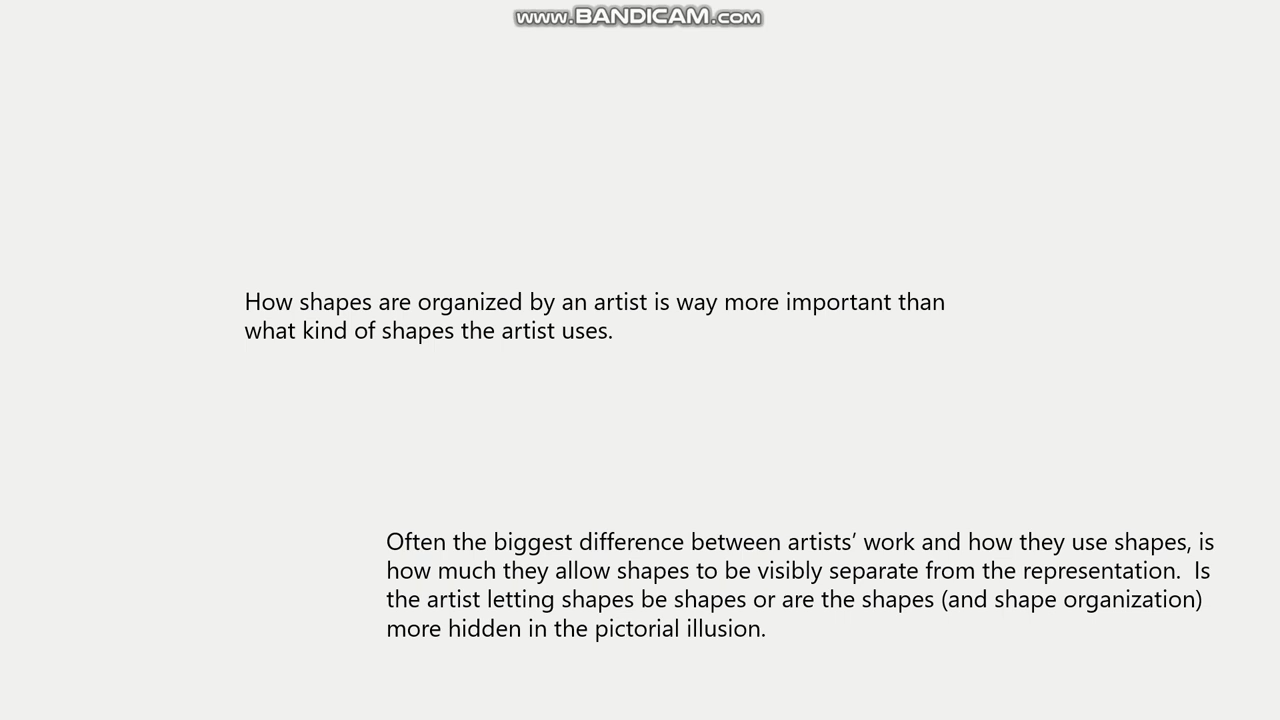 www.BANDICAM.com
How shapes are organized by an artist is way more important than
what kind of shapes the artist uses.
Often the biggest difference between artists’ work and how they use shapes, is
how much they allow shapes to be visibly separate from the representation.  Is
the artist letting shapes be shapes or are the shapes (and shape organization)
more hidden in the pictorial illusion.